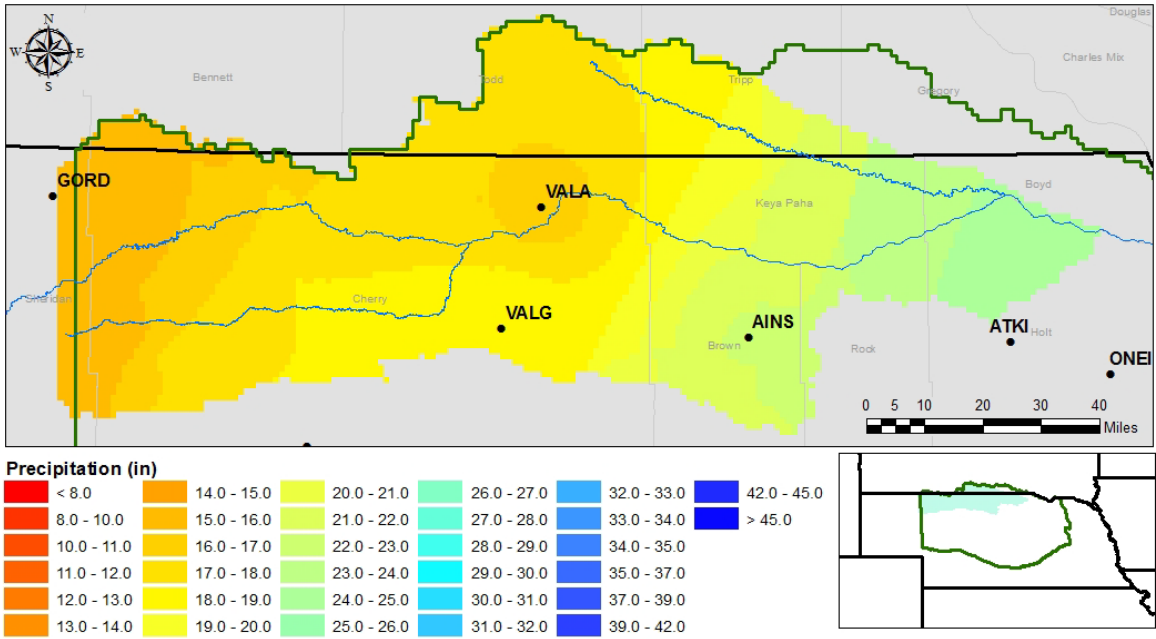 N
W E
S
Douglas
Charles Mix
Bennett
Todd
Tripp
Gregory
GORD
VALA
Keya Paha
Boyd
Sheridan
Cherry
VALG
AINS
Brown
Rock
ATKI
Holt
ONEI
0 5 10 20 30 40
Miles
Precipitation (in)
< 8.0
8.0 - 10.0
10.0 - 11.0
11.0 - 12.0
12.0 - 13.0
13.0 - 14.0
14.0 - 15.0
15.0 - 16.0
16.0 - 17.0
17.0 - 18.0
18.0 - 19.0
19.0 - 20.0
20.0 - 21.0
21.0 - 22.0
22.0 - 23.0
23.0 - 24.0
24.0 - 25.0
25.0 - 26.0
26.0 - 27.0
27.0 - 28.0
28.0 - 29.0
29.0 - 30.0
30.0 - 31.0
31.0 - 32.0
32.0 - 33.0
33.0 - 34.0
34.0 - 35.0
35.0 - 37.0
37.0 - 39.0
39.0 - 42.0
42.0 - 45.0
> 45.0